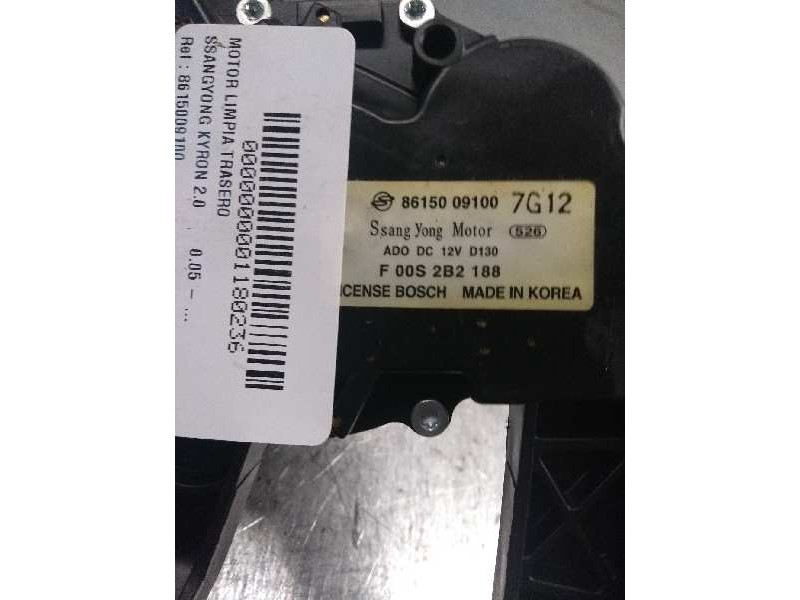 MOTOR LIMPIA TRASERO
SSANGYONG KYRON 2.0 0.05 - ...
Ref : 8615009100
0000000001180236
86150 09100 7G12
Ssang Yong Motor 526
ADO DC 12V D130
F 00S 2B2 188
ICENSE BOSCH MADE IN KOREA